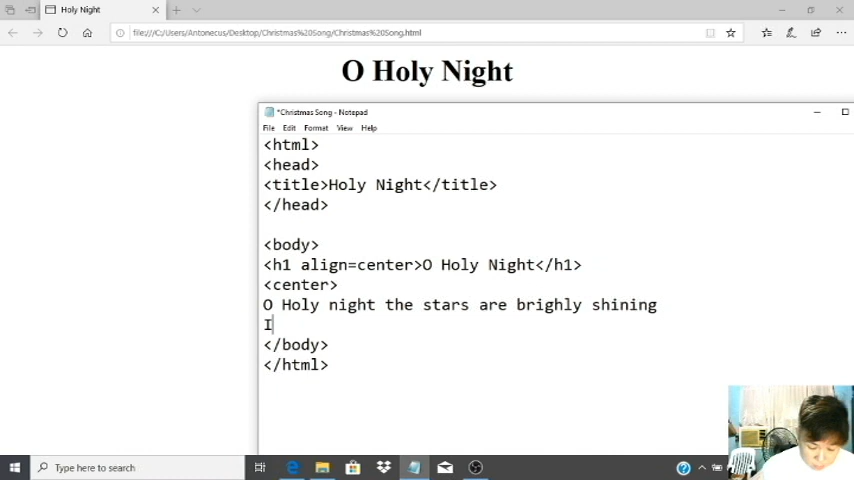 Holy Night
file:///C:/Users/Antonecus/Desktop/Christmas%20Song/Christmas%20Song.html
O Holy Night
*Christmas Song - Notepad
File Edit Format View Help
<html>
<head>
<title>Holy Night</title>
</head>
<body>
<h1 align=center>O Holy Night</h1>
<center>
O Holy night the stars are brighly shining
I
</body>
</html>
Type here to search